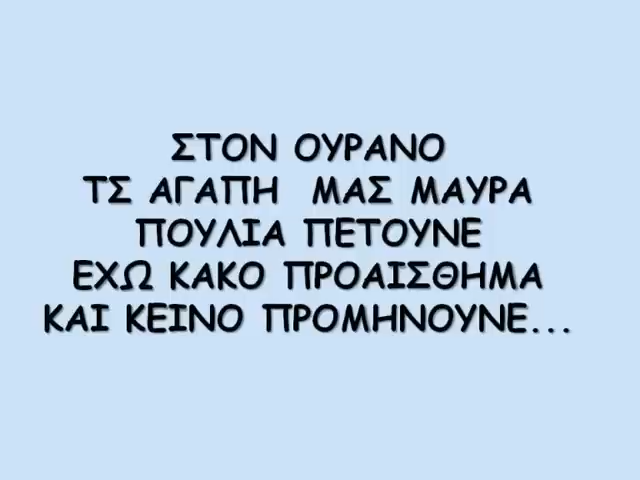 ΣΤΟΝ ΟΥΡΑΝΟ
ΤΣ ΑΓΑΠΗ ΜΑΣ ΜΑΥΡΑ
ΠΟΥΛΙΑ ΠΕΤΟΥΝΕ
ΕΧΩ ΚΑΚΟ ΠΡΟΑΙΣΘΗΜΑ
ΚΑΙ ΚΕΙΝΟ ΠΡΟΜΗΝΟΥΝΕ...